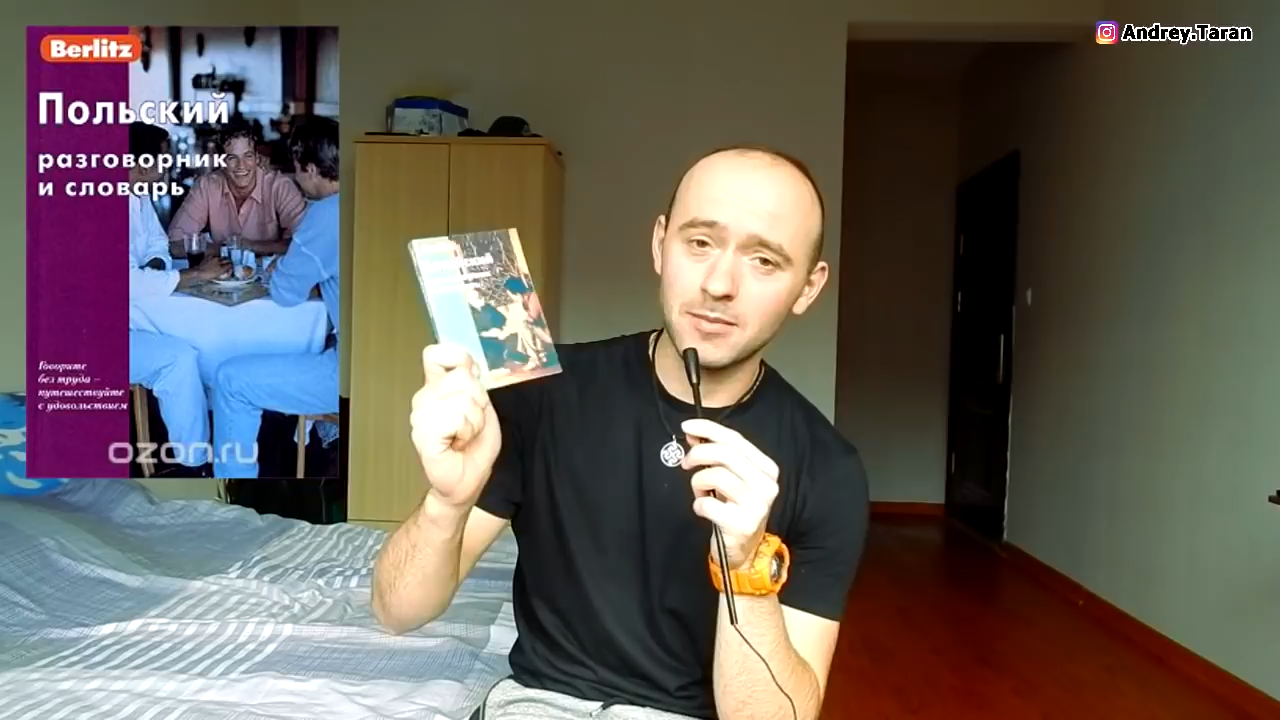 Berlitz
Польский
разговорник
и словарь
Говорите
без труда –
путешествуйте
с удовольствием
ozon.ru
Andrey.Taran